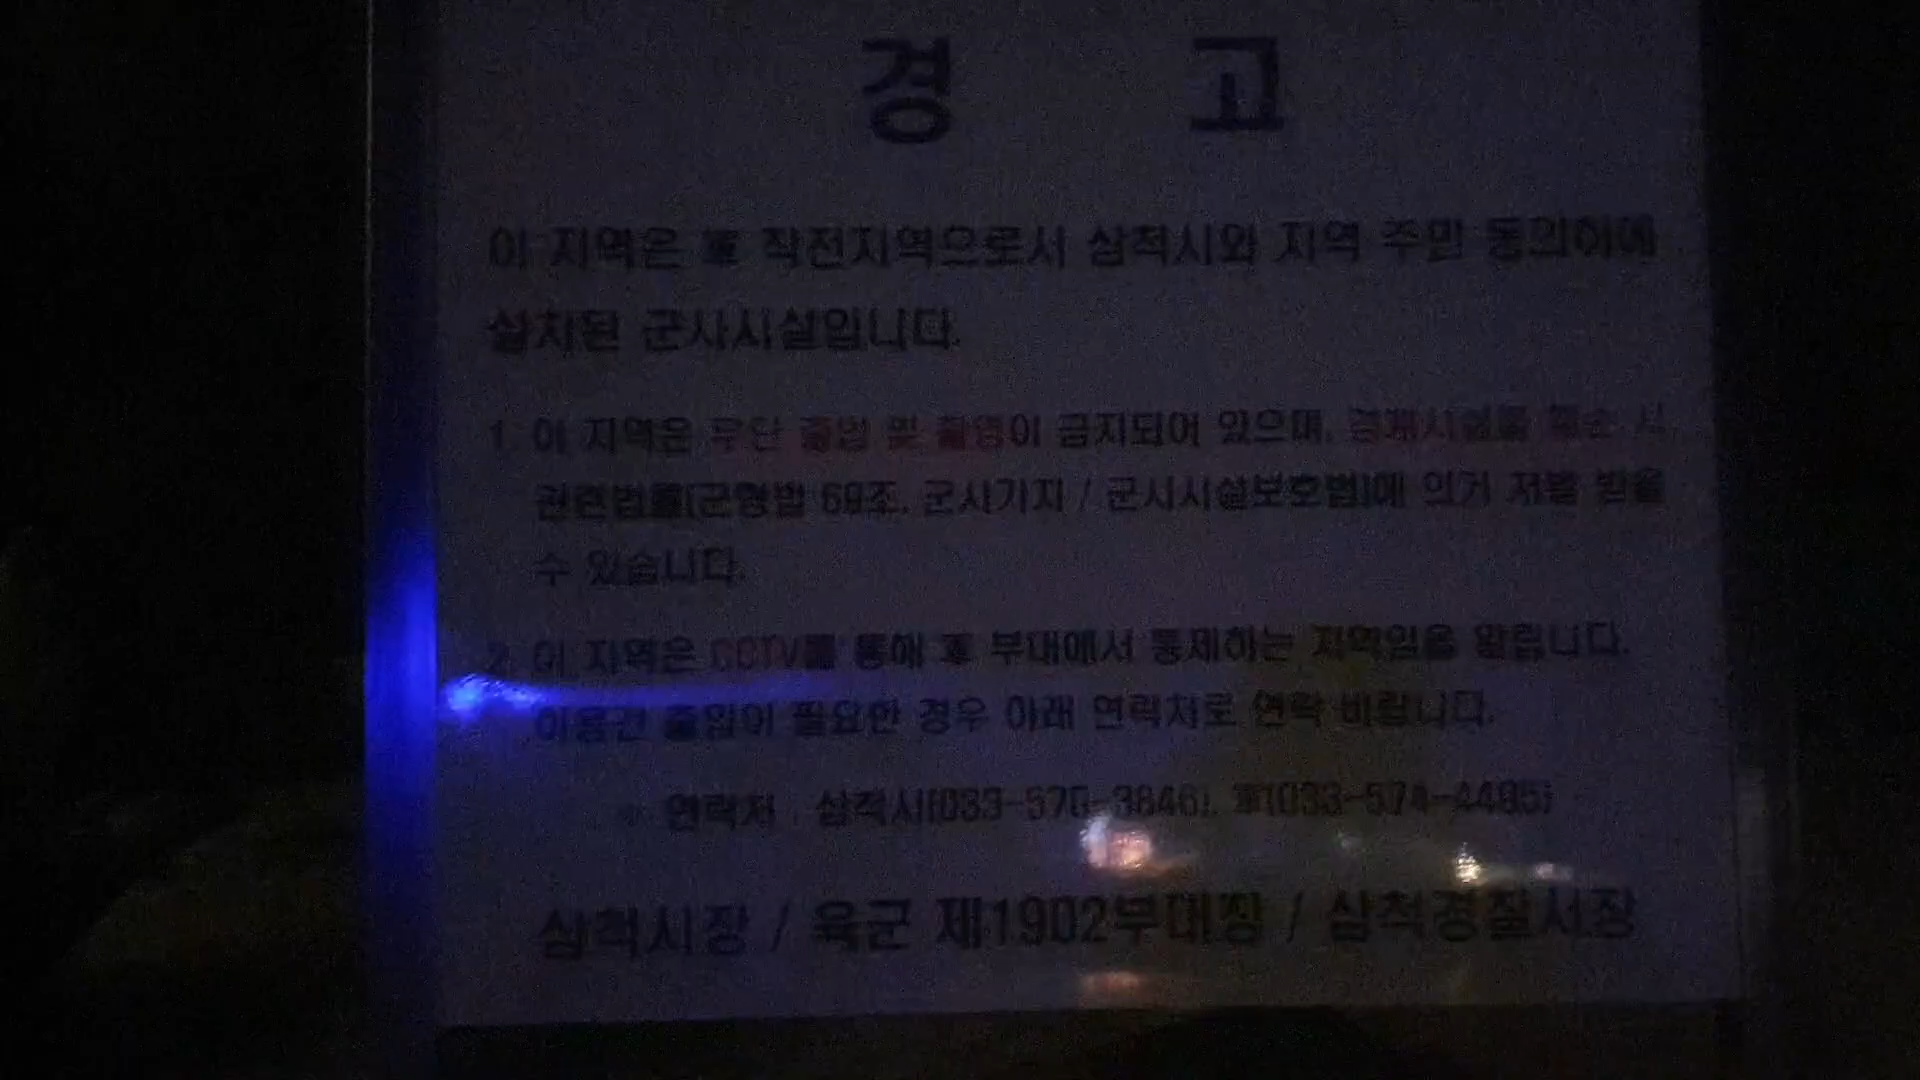 경 고
이 지역은 軍 작전지역으로서 삼척시와 지역 주민 동의하에
설치된 군사시설입니다.
1. 이 지역은 무단 출입 및 촬영이 금지되어 있으며, 경계시설물 훼손 시
관련법률(군형법 69조, 군사기지 / 군사시설보호법)에 의거 처벌 받을
수 있습니다.
2. 이 지역은 CCTV를 통해 軍 부대에서 통제하는 지역임을 알립니다.
이용간 출입이 필요한 경우 아래 연락처로 연락 바랍니다.
연락처 : 삼척시(033-570-3846), 軍(033-574-4485)
삼척시장 / 육군 제1902부대장 / 삼척경찰서장